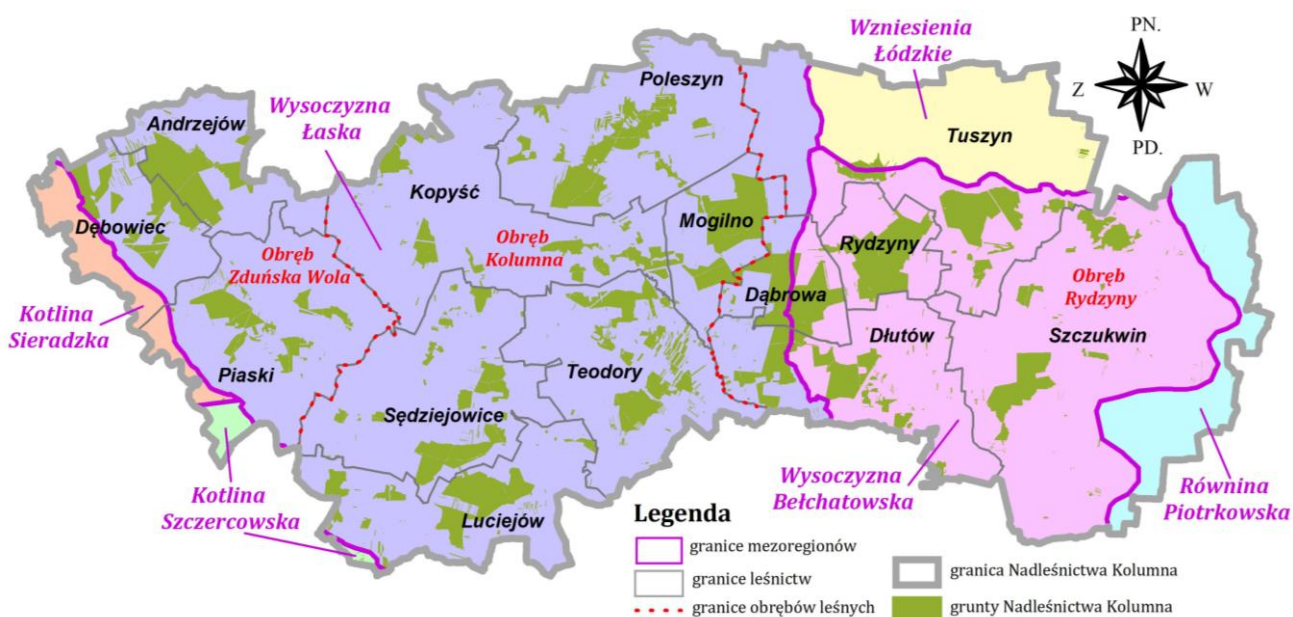 PN.
Z
W
PD.
Wzniesienia
Łódzkie
Poleszyn
Wysoczyzna
Łaska
Andrzejów
Tuszyn
Kopyść
Mogilno
Dębowiec
Rydzyny
Obręb
Zduńska Wola
Obręb
Kolumna
Obręb
Rydzyny
Dąbrowa
Kotlina
Sieradzka
Dłutów
Szczukwin
Piaski
Teodory
Sędziejowice
Kotlina
Szczercowska
Luciejów
Wysoczyzna
Bełchatowska
Równina
Piotrkowska
Legenda
granice mezoregionów
granice leśnictw
granice obrębów leśnych
granica Nadleśnictwa Kolumna
grunty Nadleśnictwa Kolumna